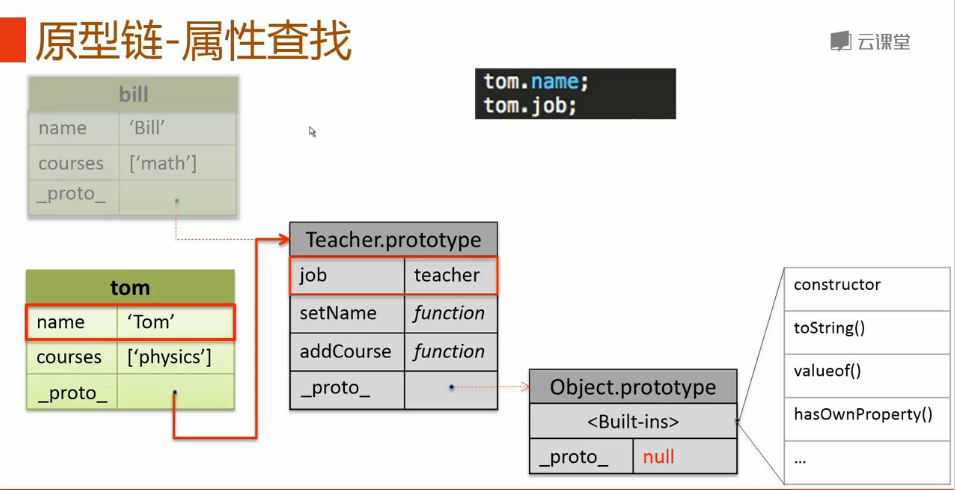 原型链-属性查找
云课堂
tom.name;
tom.job;
bill
name ‘Bill’
courses [‘math’]
_proto_
Teacher.prototype
job teacher
setName function
addCourse function
_proto_
tom
name ‘Tom’
courses [‘physics’]
_proto_
Object.prototype
<Built-ins>
_proto_ null
constructor
toString()
valueof()
hasOwnProperty()
...